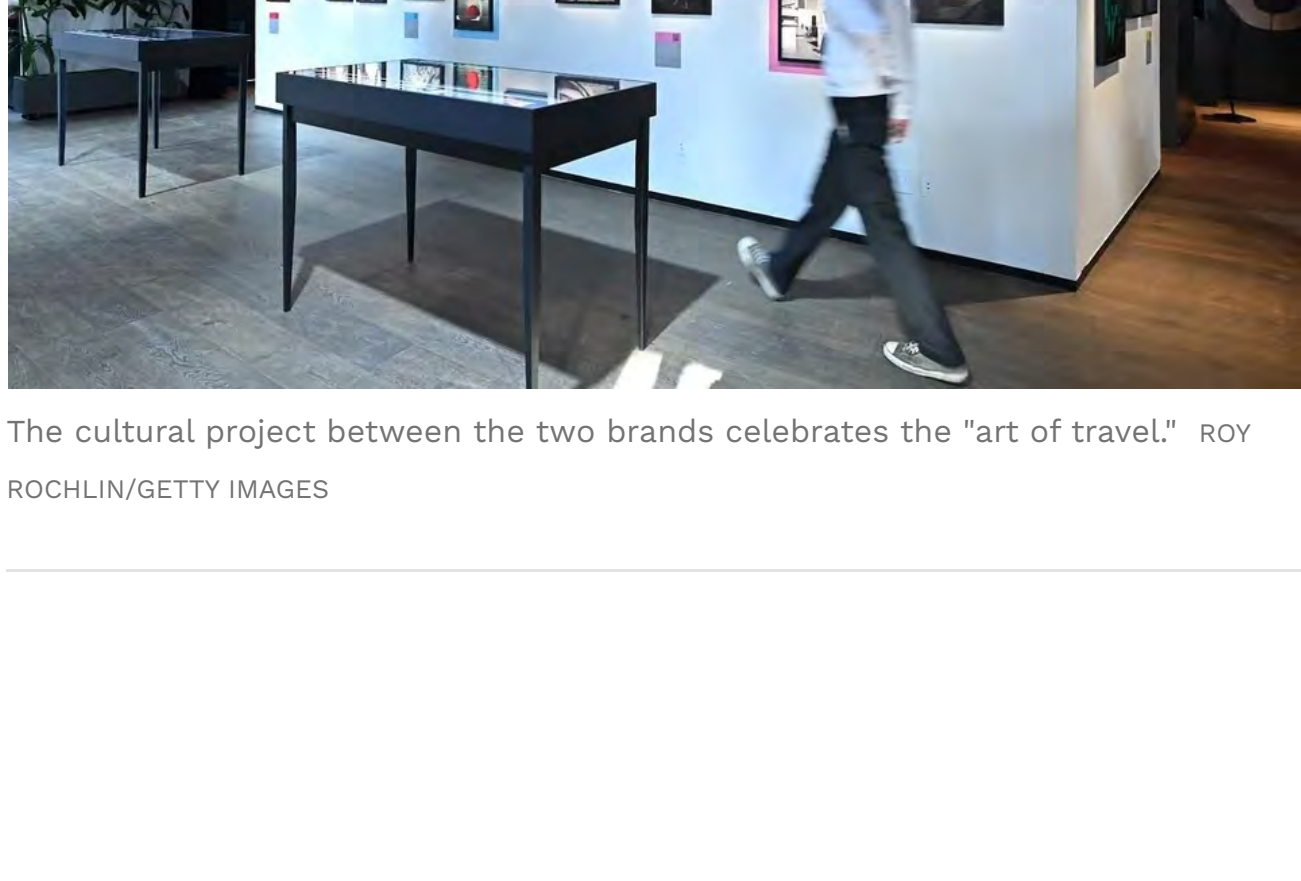 The cultural project between the two brands celebrates the "art of travel." ROY
ROCHLIN/GETTY IMAGES